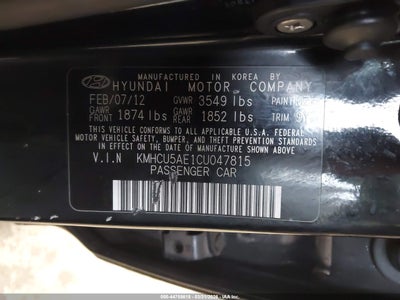 MANUFACTURED IN KOREA BY
HYUNDAI MOTOR COMPANY
FEB/07/12 GVWR 3549 lbs PAINT
GAWR FRONT 1874 lbs GAWR REAR 1852 lbs TRIM
THIS VEHICLE CONFORMS TO ALL APPLICABLE U.S.A. FEDERAL
MOTOR VEHICLE SAFETY, BUMPER, AND THEFT PREVENTION STANDARDS
IN EFFECT ON THE DATE OF MANUFACTURE SHOWN ABOVE.
V.I.N KMHCU5AE1CU047815
PASSENGER CAR